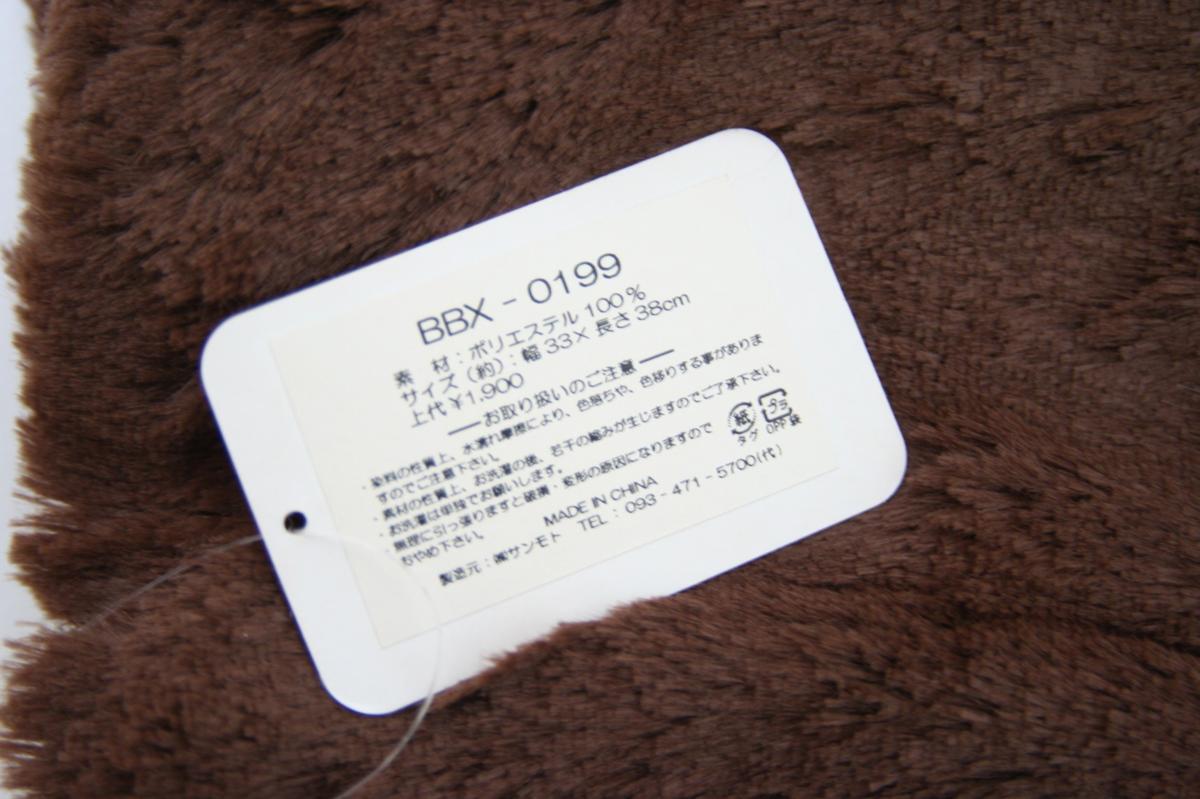 BBX - 0199
素　材：ポリエステル 100％
サイズ（約）：幅 33× 長さ 38cm
上代 ¥1,900
――お取り扱いのご注意――
・染料の性質上、水濡れ摩擦により、色落ちや、色移りする事がありま
すのでご注意下さい。
・素材の性質上、お洗濯の後、若干の縮みが生じますのでご了承下さい。
・お洗濯は単独でお願いします。
・無理に引っ張りますと破損・変形の原因になりますので
おやめ下さい。
紙 プラ
タグ OPP袋
MADE IN CHINA
製造元：㈱サンモト　TEL：093-471-5700(代)